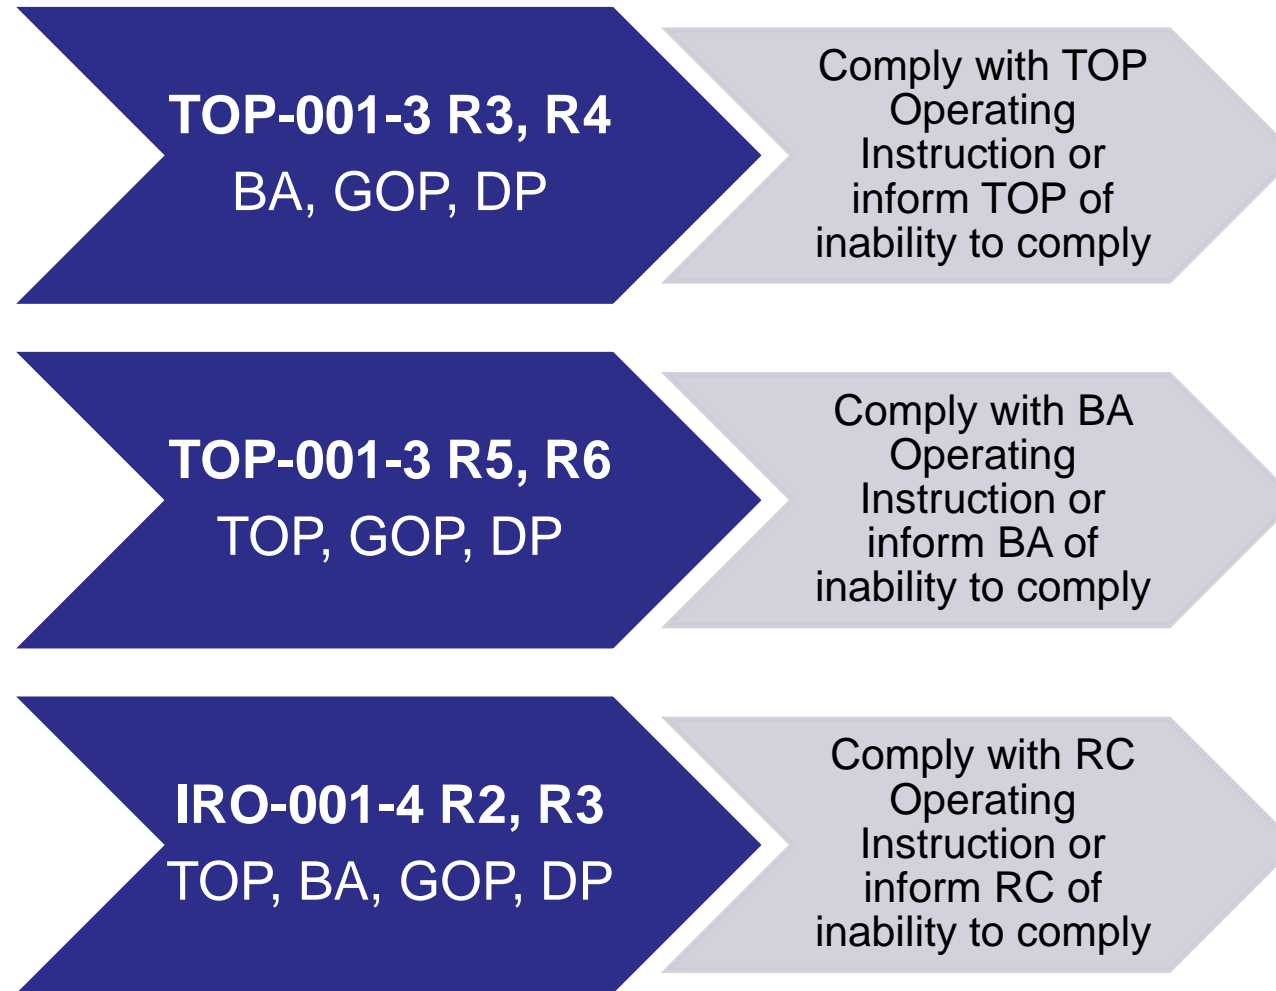 TOP-001-3 R3, R4
BA, GOP, DP
Comply with TOP
Operating
Instruction or
inform TOP of
inability to comply
TOP-001-3 R5, R6
TOP, GOP, DP
Comply with BA
Operating
Instruction or
inform BA of
inability to comply
IRO-001-4 R2, R3
TOP, BA, GOP, DP
Comply with RC
Operating
Instruction or
inform RC of
inability to comply